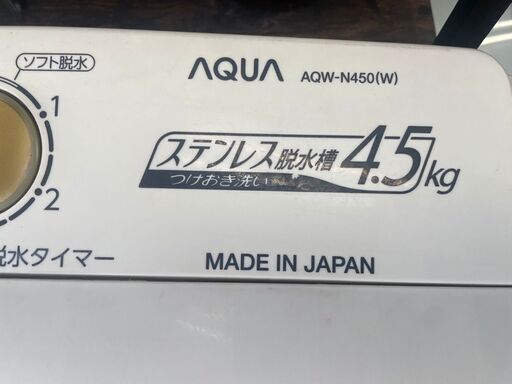 ソフト脱水
AQUA AQW-N450(W)
1
ステンレス脱水槽 4.5kg
つけおき洗い
2
脱水タイマー
MADE IN JAPAN